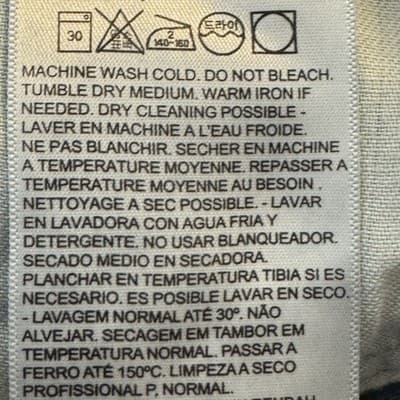 30 2 140-160 드라이
MACHINE WASH COLD. DO NOT BLEACH.
TUMBLE DRY MEDIUM. WARM IRON IF
NEEDED. DRY CLEANING POSSIBLE -
LAVER EN MACHINE A L'EAU FROIDE.
NE PAS BLANCHIR. SECHER EN MACHINE
A TEMPERATURE MOYENNE. REPASSER A
TEMPERATURE MOYENNE AU BESOIN .
NETTOYAGE A SEC POSSIBLE. - LAVAR
EN LAVADORA CON AGUA FRIA Y
DETERGENTE. NO USAR BLANQUEADOR.
SECADO MEDIO EN SECADORA.
PLANCHAR EN TEMPERATURA TIBIA SI ES
NECESARIO. ES POSIBLE LAVAR EN SECO.
- LAVAGEM NORMAL ATÉ 30º. NÃO
ALVEJAR. SECAGEM EM TAMBOR EM
TEMPERATURA NORMAL. PASSAR A
FERRO ATÉ 150ºC. LIMPEZA A SECO
PROFISSIONAL P, NORMAL.